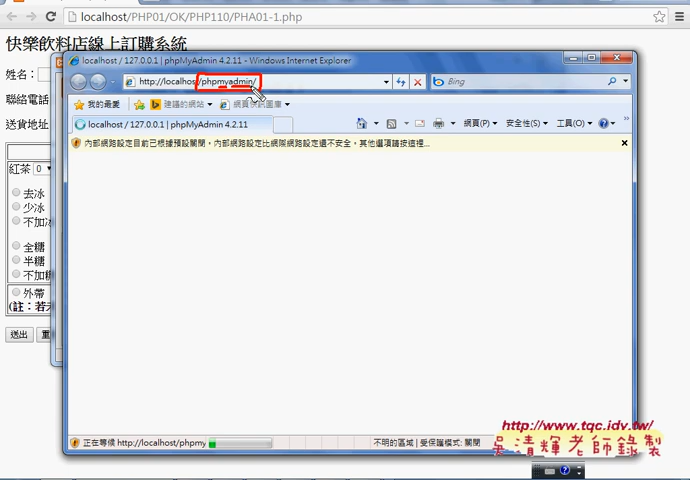 localhost/PHP01/OK/PHP110/PHA01-1.php
快樂飲料店線上訂購系統
姓名：
聯絡電話
送貨地址
紅茶 0
去冰
少冰
不加冰
全糖
半糖
不加糖
外帶
(註：若未
送出
localhost / 127.0.0.1 | phpMyAdmin 4.2.11 - Windows Internet Explorer
http://localhost/phpmyadmin/
Bing
我的最愛
建議的網站
網頁快訊圖庫
localhost / 127.0.0.1 | phpMyAdmin 4.2.11
網頁(P)
安全性(S)
工具(O)
內部網路設定目前已根據預設關閉。內部網路設定比網際網路設定還不安全。其他選項請按這裡...
正在等候 http://localhost/phpmy
不明的區域 | 受保護模式: 關閉
http://www.tqc.idv.tw/
吳清輝老師錄製